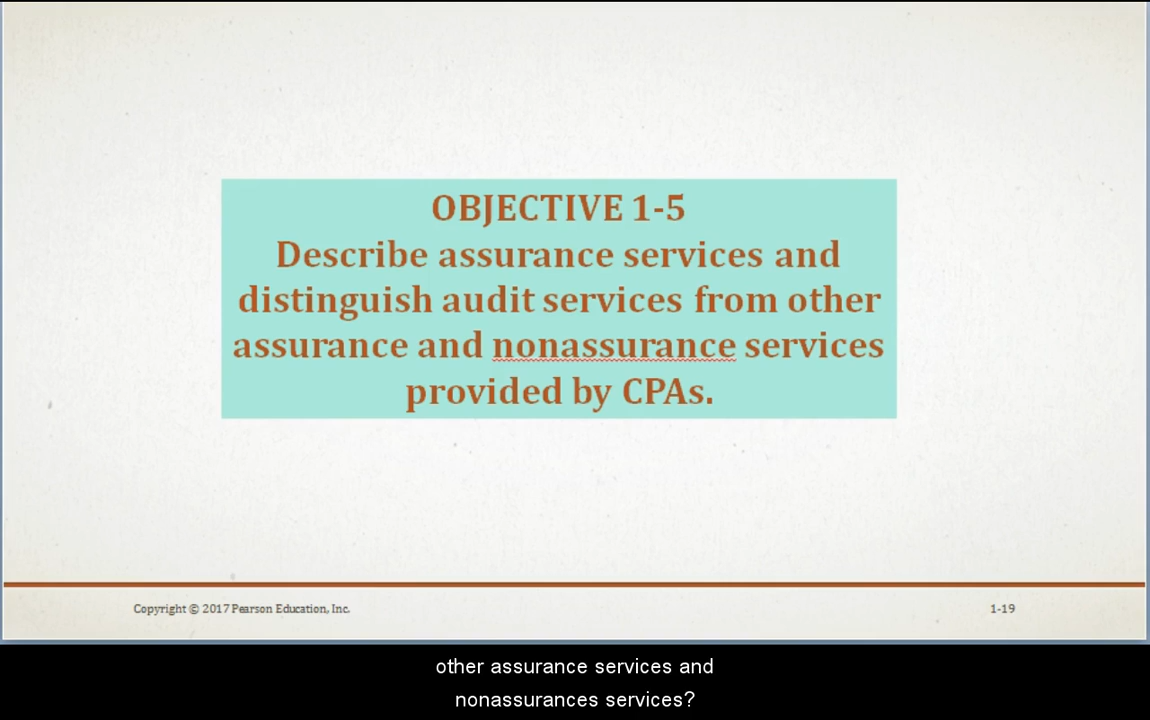 OBJECTIVE 1-5
Describe assurance services and
distinguish audit services from other
assurance and nonassurance services
provided by CPAs.
Copyright © 2017 Pearson Education, Inc.
1-19
other assurance services and
nonassurances services?